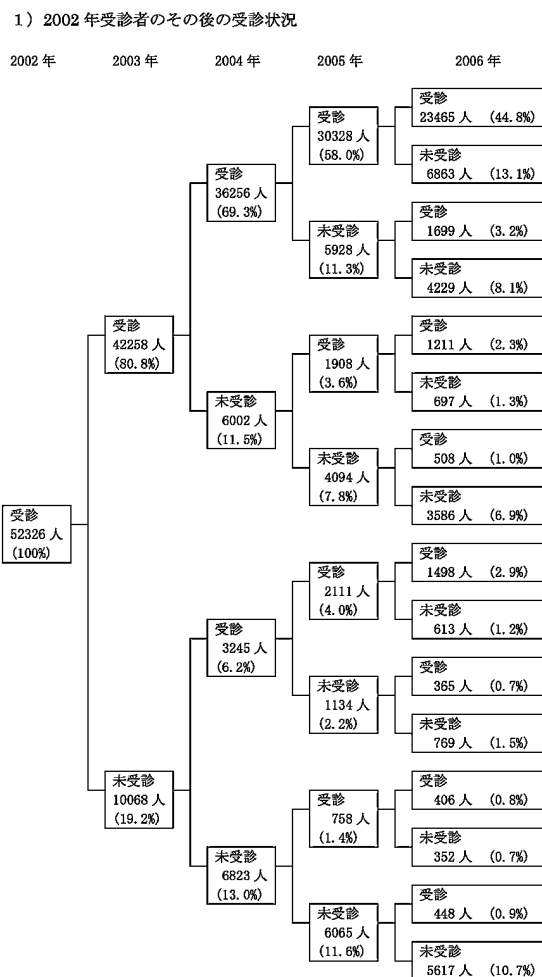 1）2002 年受診者のその後の受診状況
2002 年 2003 年 2004 年 2005 年 2006 年
受診
52326 人
(100%)
受診
42258 人
(80.8%)
未受診
10068 人
(19.2%)
受診
36256 人
(69.3%)
未受診
6002 人
(11.5%)
受診
3245 人
(6.2%)
未受診
6823 人
(13.0%)
受診
30328 人
(58.0%)
未受診
5928 人
(11.3%)
受診
1908 人
(3.6%)
未受診
4094 人
(7.8%)
受診
2111 人
(4.0%)
未受診
1134 人
(2.2%)
受診
758 人
(1.4%)
未受診
6065 人
(11.6%)
受診
23465 人 (44.8%)
未受診
6863 人 (13.1%)
受診
1699 人 (3.2%)
未受診
4229 人 (8.1%)
受診
1211 人 (2.3%)
未受診
697 人 (1.3%)
受診
508 人 (1.0%)
未受診
3586 人 (6.9%)
受診
1498 人 (2.9%)
未受診
613 人 (1.2%)
受診
365 人 (0.7%)
未受診
769 人 (1.5%)
受診
406 人 (0.8%)
未受診
352 人 (0.7%)
受診
448 人 (0.9%)
未受診
5617 人 (10.7%)